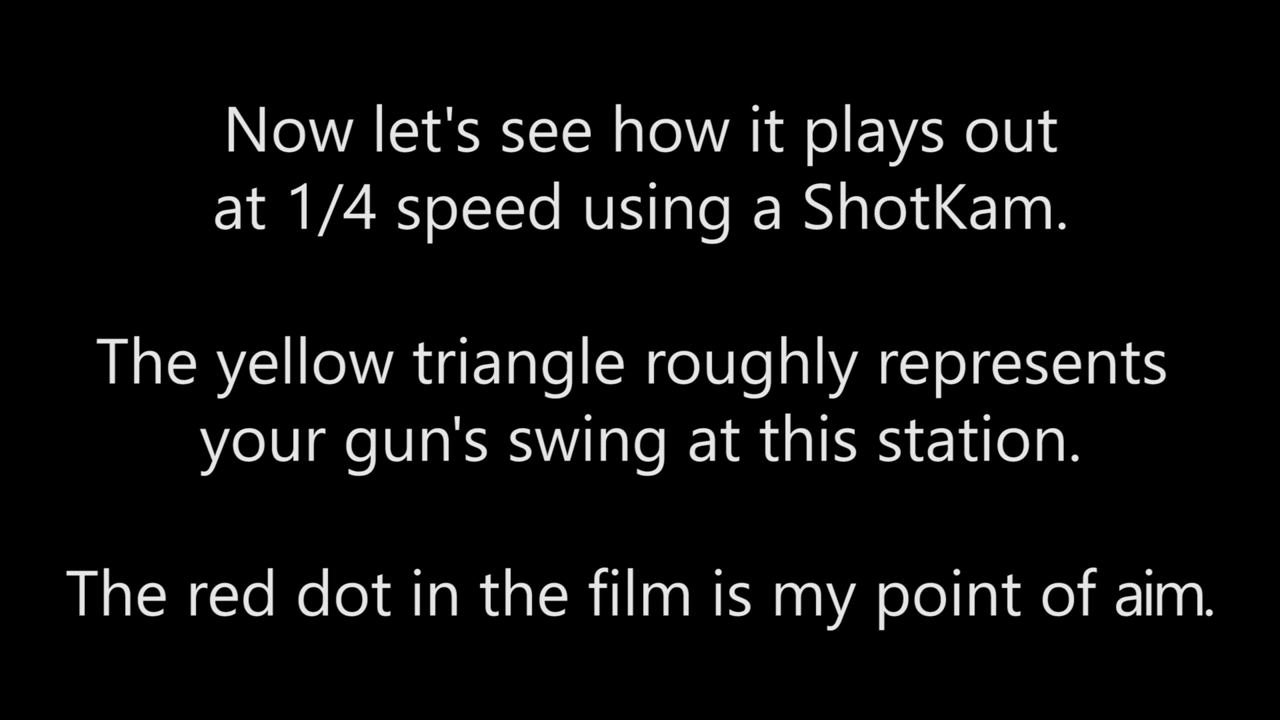 Now let's see how it plays out
at 1/4 speed using a ShotKam.
The yellow triangle roughly represents
your gun's swing at this station.
The red dot in the film is my point of aim.